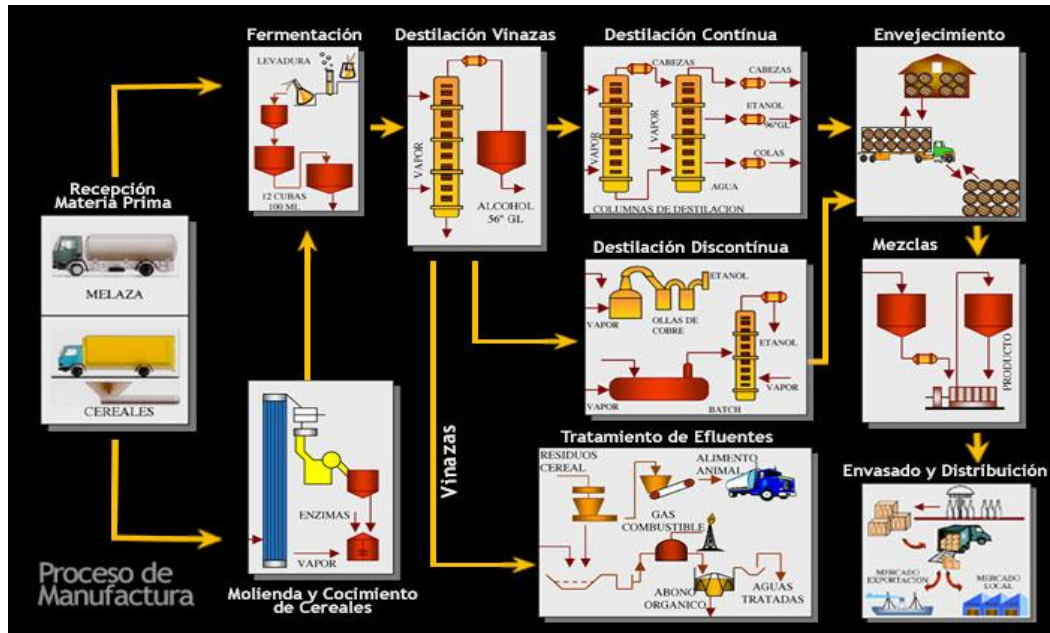 Fermentación
LEVADURA
12 CUBAS
100 ML
Destilación Vinazas
VAPOR
ALCOHOL
56° GL
Destilación Contínua
CABEZAS
CABEZAS
ETANOL
96°GL
VAPOR
VAPOR
COLAS
AGUA
COLUMNAS DE DESTILACION
Envejecimiento
Recepción
Materia Prima
MELAZA
CEREALES
Destilación Discontínua
ETANOL
VAPOR
OLLAS DE
COBRE
ETANOL
VAPOR
VAPOR
BATCH
Mezclas
PRODUCTO
ENZIMAS
VAPOR
Molienda y Cocimiento
de Cereales
Vinazas
Tratamiento de Efluentes
RESIDUOS
CEREAL
ALIMENTO
ANIMAL
GAS
COMBUSTIBLE
ABONO
ORGANICO
AGUAS
TRATADAS
Envasado y Distribuición
MERCADO
EXPORTACION
MERCADO
LOCAL
Proceso de
Manufactura